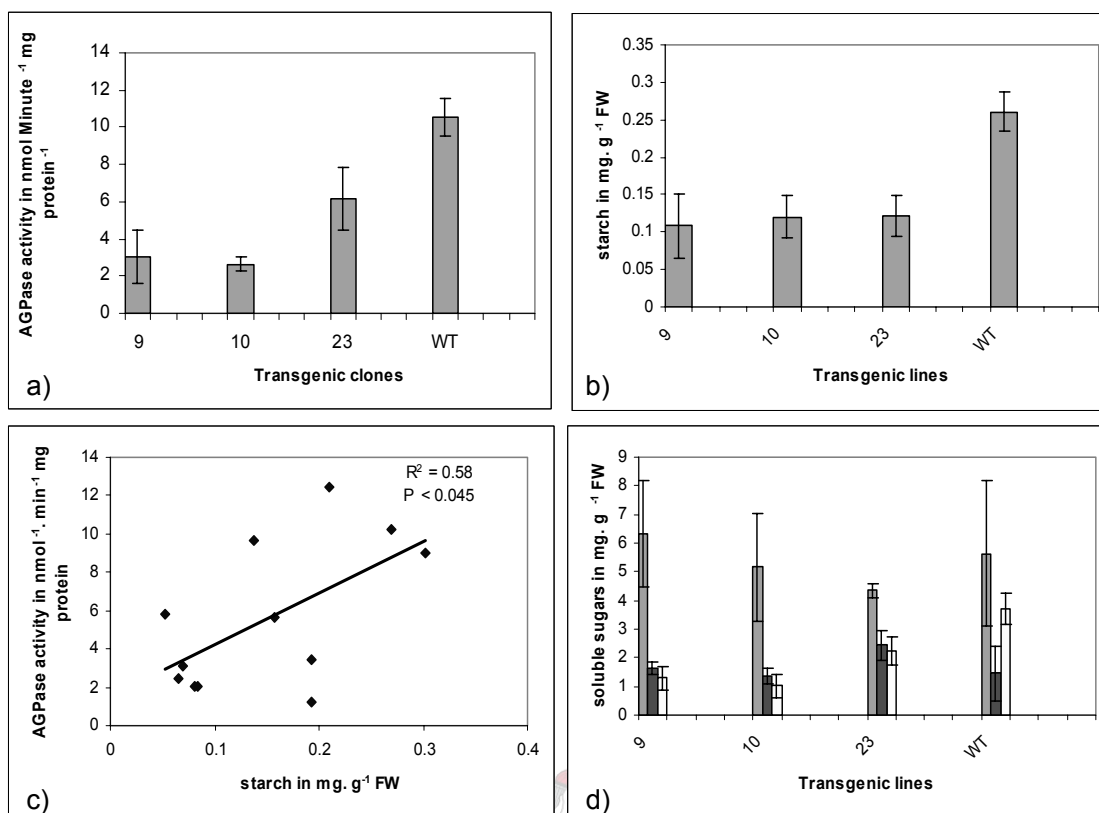 14
12
10
8
6
4
2
0
AGPase activity in nmol Minute ⁻¹ mg
protein ⁻¹
9 10 23 WT
Transgenic clones
a)
0.35
0.3
0.25
0.2
0.15
0.1
0.05
0
starch in mg. g ⁻¹ FW
9 10 23 WT
Transgenic lines
b)
14
12
10
8
6
4
2
0
AGPase activity in nmol ⁻¹. min⁻¹ mg
protein
R² = 0.58
P < 0.045
0 0.1 0.2 0.3 0.4
starch in mg. g⁻¹ FW
c)
9
8
7
6
5
4
3
2
1
0
soluble sugars in mg. g ⁻¹ FW
9 10 23 WT
Transgenic lines
d)